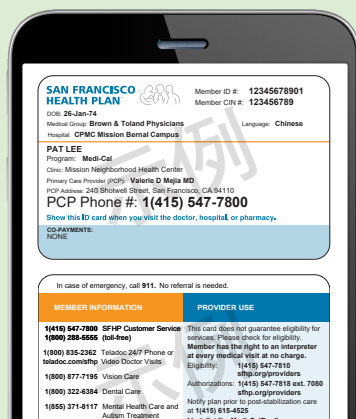 SAN FRANCISCO
HEALTH PLAN
Member ID #: 12345678901
Member CIN #: 123456789
DOB: 26-Jan-74
Medical Group: Brown & Toland Physicians
Language: Chinese
Hospital: CPMC Mission Bernal Campus
PAT LEE
Program: Medi-Cal
Clinic: Mission Neighborhood Health Center
Primary Care Provider (PCP): Valerie D Mejia MD
PCP Address: 240 Shotwell Street, San Francisco, CA 94110
PCP Phone #: 1(415) 547-7800
Show this ID card when you visit the doctor, hospital, or pharmacy.
CO-PAYMENTS:
NONE
示例
In case of emergency, call 911. No referral is needed.
MEMBER INFORMATION
1(415) 547-7800 SFHP Customer Service
1(800) 288-5555 (toll-free)
1(800) 835-2362 Teladoc 24/7 Phone or
teladoc.com/sfhp Video Doctor Visits
1(800) 877-7195 Vision Care
1(800) 322-6384 Dental Care
1(855) 371-8117 Mental Health Care and
Autism Treatment
PROVIDER USE
This card does not guarantee eligibility for
services. Please check for eligibility.
Member has the right to an interpreter
at every medical visit at no charge.
Eligibility: 1(415) 547-7810
sfhp.org/providers
Authorizations: 1(415) 547-7818 ext. 7080
sfhp.org/providers
Notify plan prior to post-stabilization care
at 1(415) 615-4525
示例